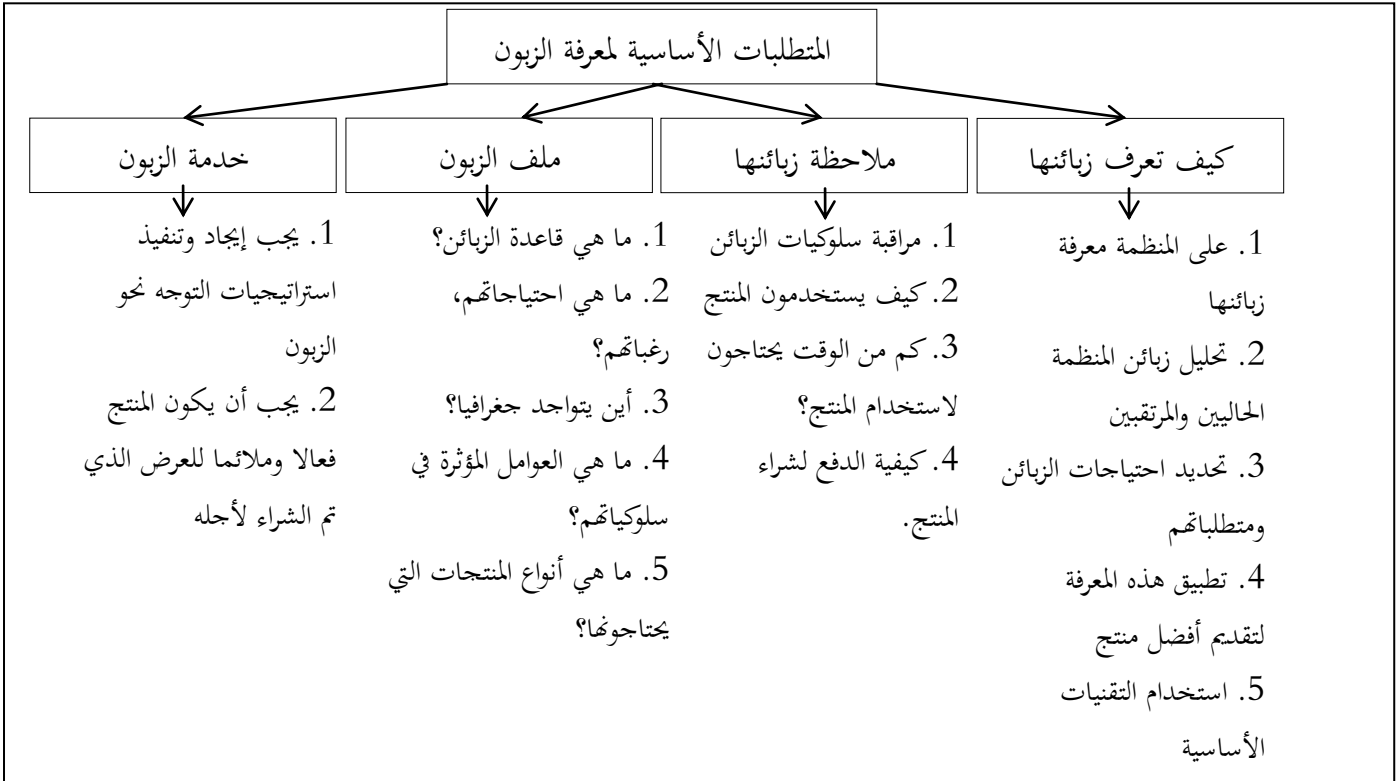 المتطلبات الأساسية لمعرفة الزبون
كيف تعرف زبائنها
1. على المنظمة معرفة
زبائنها
2. تحليل زبائن المنظمة
الحاليين والمرتقبين
3. تحديد احتياجات الزبائن
ومتطلباتهم
4. تطبيق هذه المعرفة
لتقديم أفضل منتج
5. استخدام التقنيات
الأساسية
ملاحظة زبائنها
1. مراقبة سلوكيات الزبائن
2. كيف يستخدمون المنتج
3. كم من الوقت يحتاجون
لاستخدام المنتج؟
4. كيفية الدفع لشراء
المنتج.
ملف الزبون
1. ما هي قاعدة الزبائن؟
2. ما هي احتياجاتهم،
رغباتهم؟
3. أين يتواجد جغرافيا؟
4. ما هي العوامل المؤثرة في
سلوكياتهم؟
5. ما هي أنواع المنتجات التي
يحتاجونها؟
خدمة الزبون
1. يجب إيجاد وتنفيذ
استراتيجيات التوجه نحو
الزبون
2. يجب أن يكون المنتج
فعالا وملائما للعرض الذي
تم الشراء لأجله